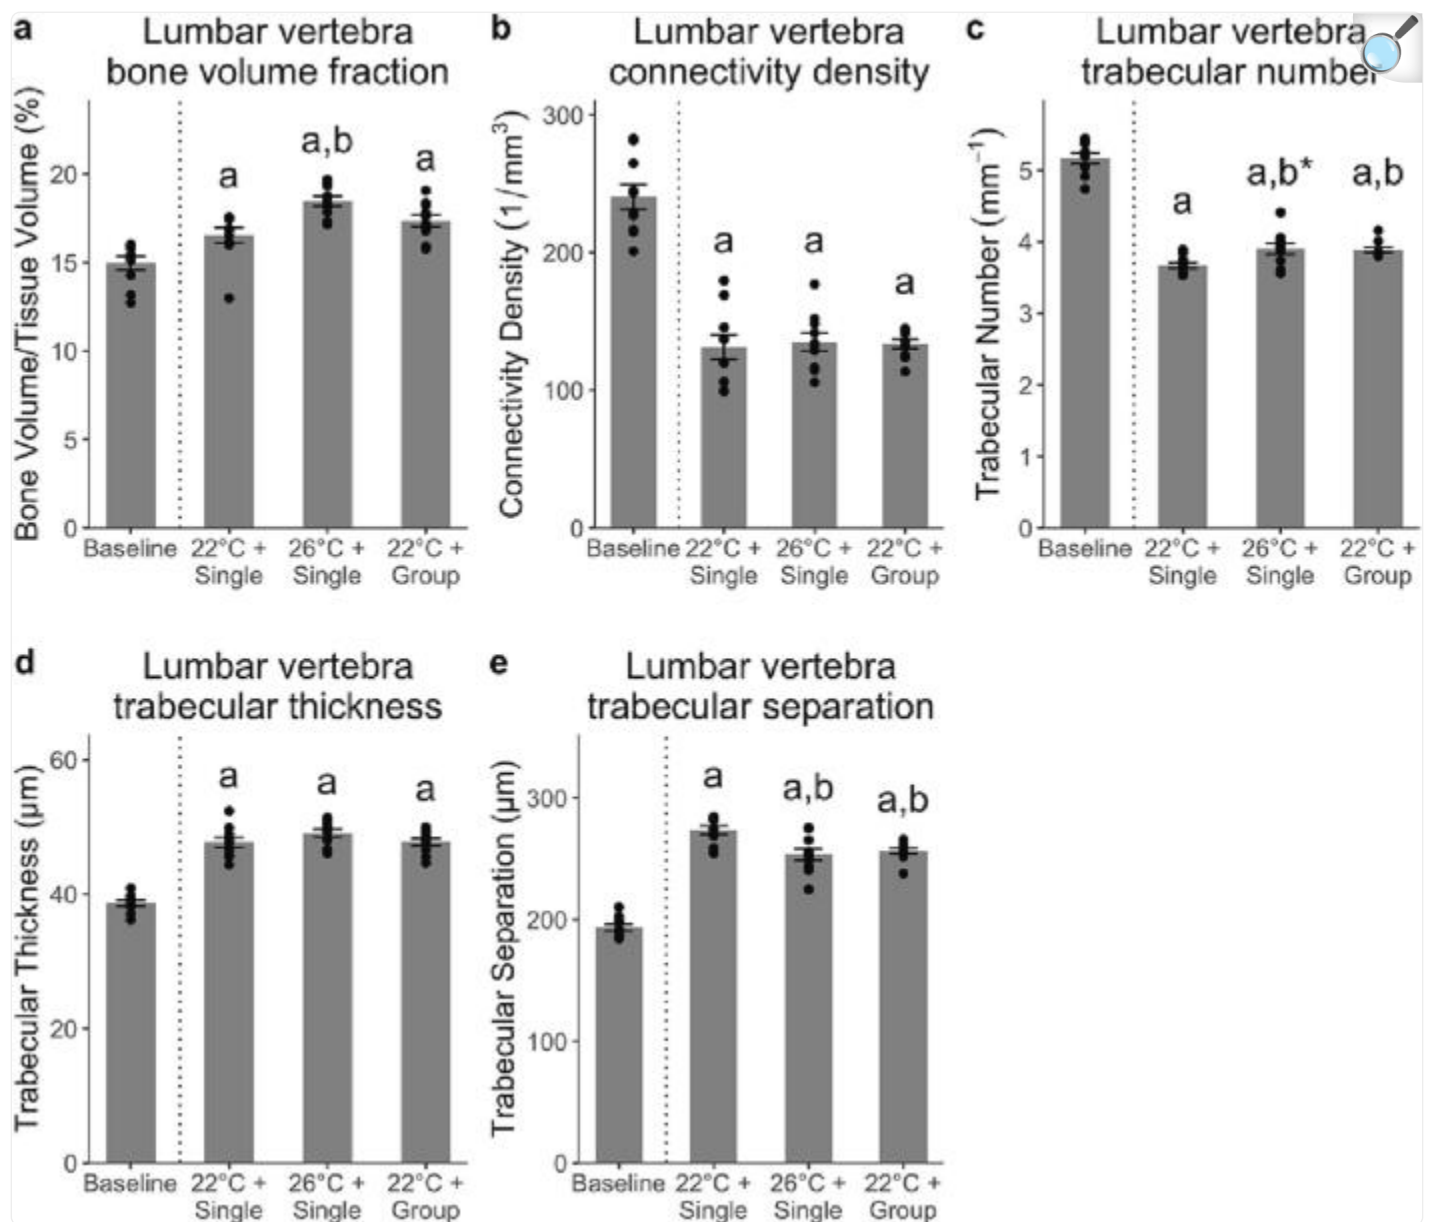 a
Lumbar vertebra
bone volume fraction
Bone Volume/Tissue Volume (%)
20
15
10
5
0
a
a,b
a
Baseline
22°C +
Single
26°C +
Single
22°C +
Group
b
Lumbar vertebra
connectivity density
Connectivity Density (1/mm³)
300
200
100
0
a
a
a
Baseline
22°C +
Single
26°C +
Single
22°C +
Group
c
Lumbar vertebra
trabecular number
Trabecular Number (mm⁻¹)
5
4
3
2
1
0
a
a,b*
a,b
Baseline
22°C +
Single
26°C +
Single
22°C +
Group
d
Lumbar vertebra
trabecular thickness
Trabecular Thickness (μm)
60
40
20
0
a
a
a
Baseline
22°C +
Single
26°C +
Single
22°C +
Group
e
Lumbar vertebra
trabecular separation
Trabecular Separation (μm)
300
200
100
0
a
a,b
a,b
Baseline
22°C +
Single
26°C +
Single
22°C +
Group